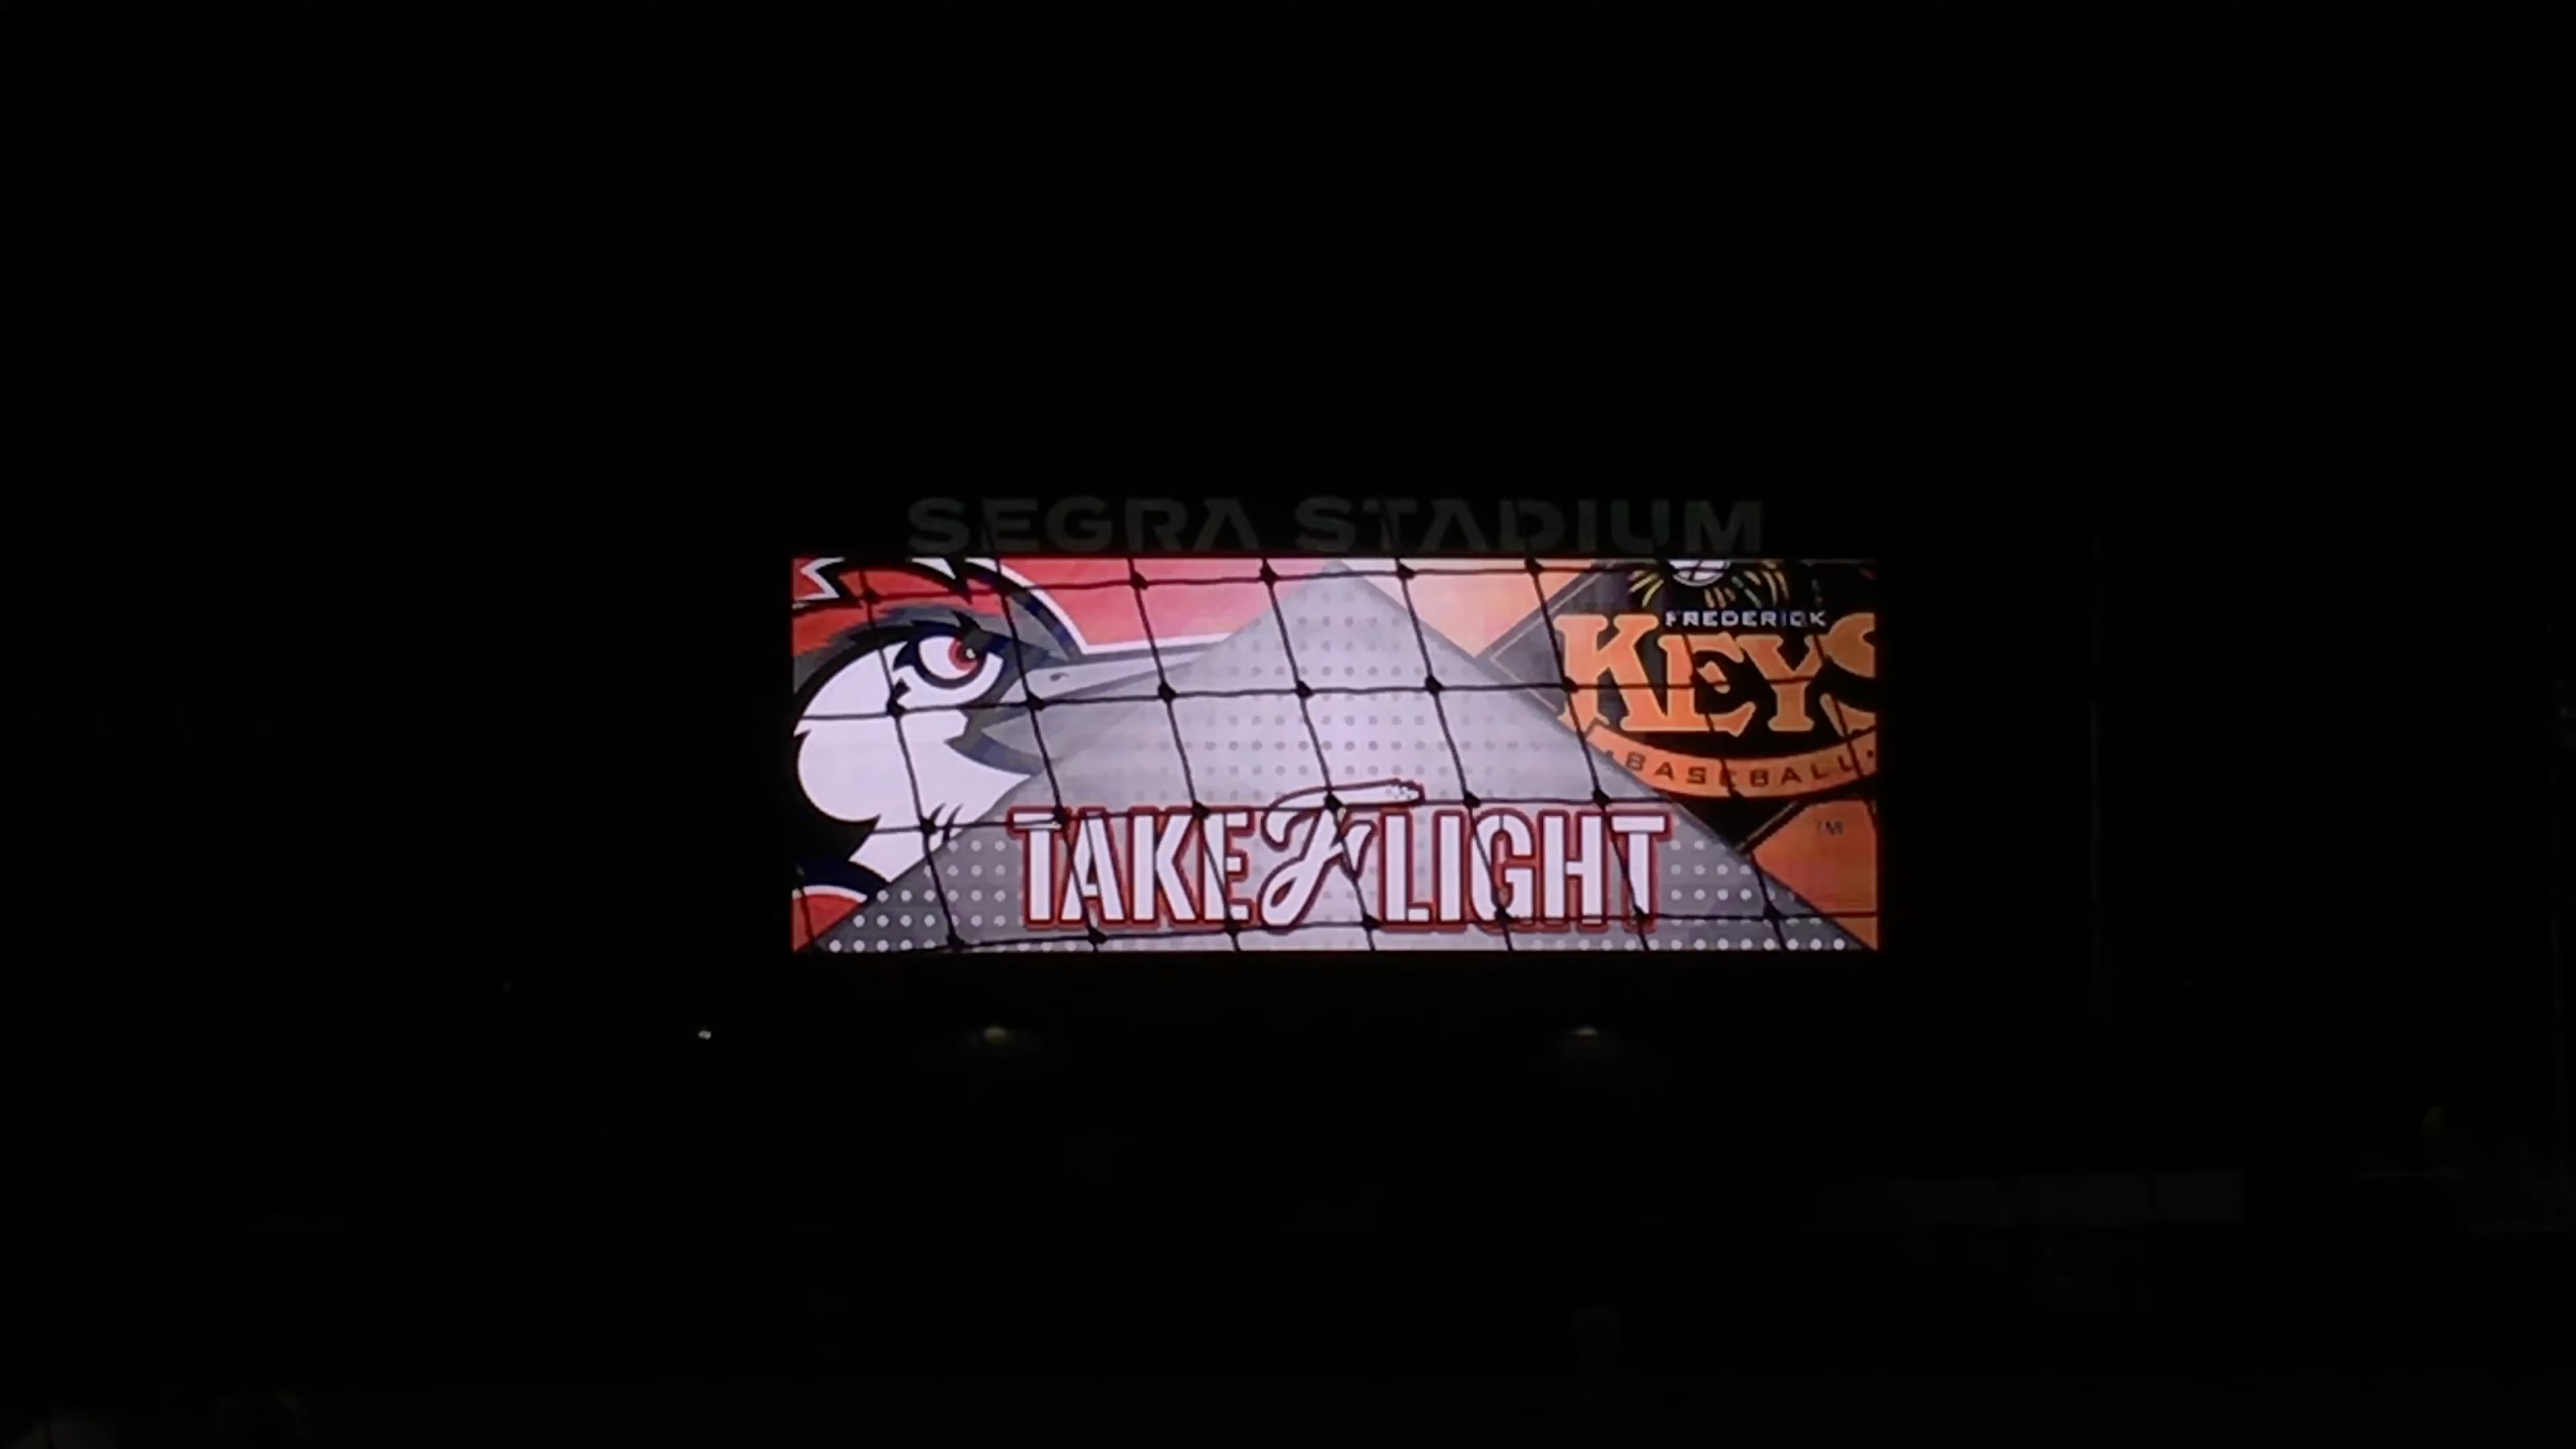 SEGRA STADIUM
FREDERICK
KEYS
BASEBALL
TM
TAKE FLIGHT